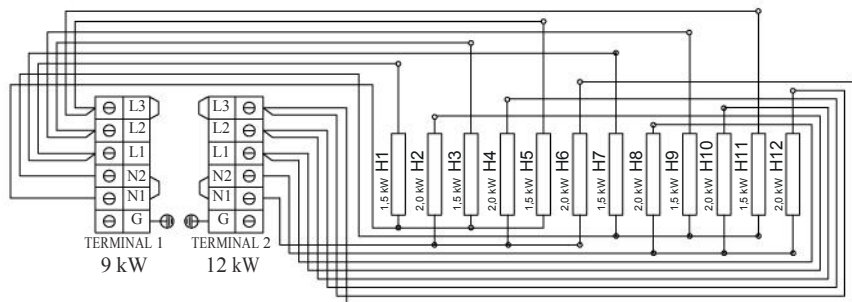 L3 L3
L2 L2
L1 L1
N2 N2
N1 N1
G G
TERMINAL 1 TERMINAL 2
9 kW 12 kW
1,5 kW H1
2,0 kW H2
1,5 kW H3
2,0 kW H4
1,5 kW H5
2,0 kW H6
1,5 kW H7
2,0 kW H8
1,5 kW H9
2,0 kW H10
1,5 kW H11
2,0 kW H12